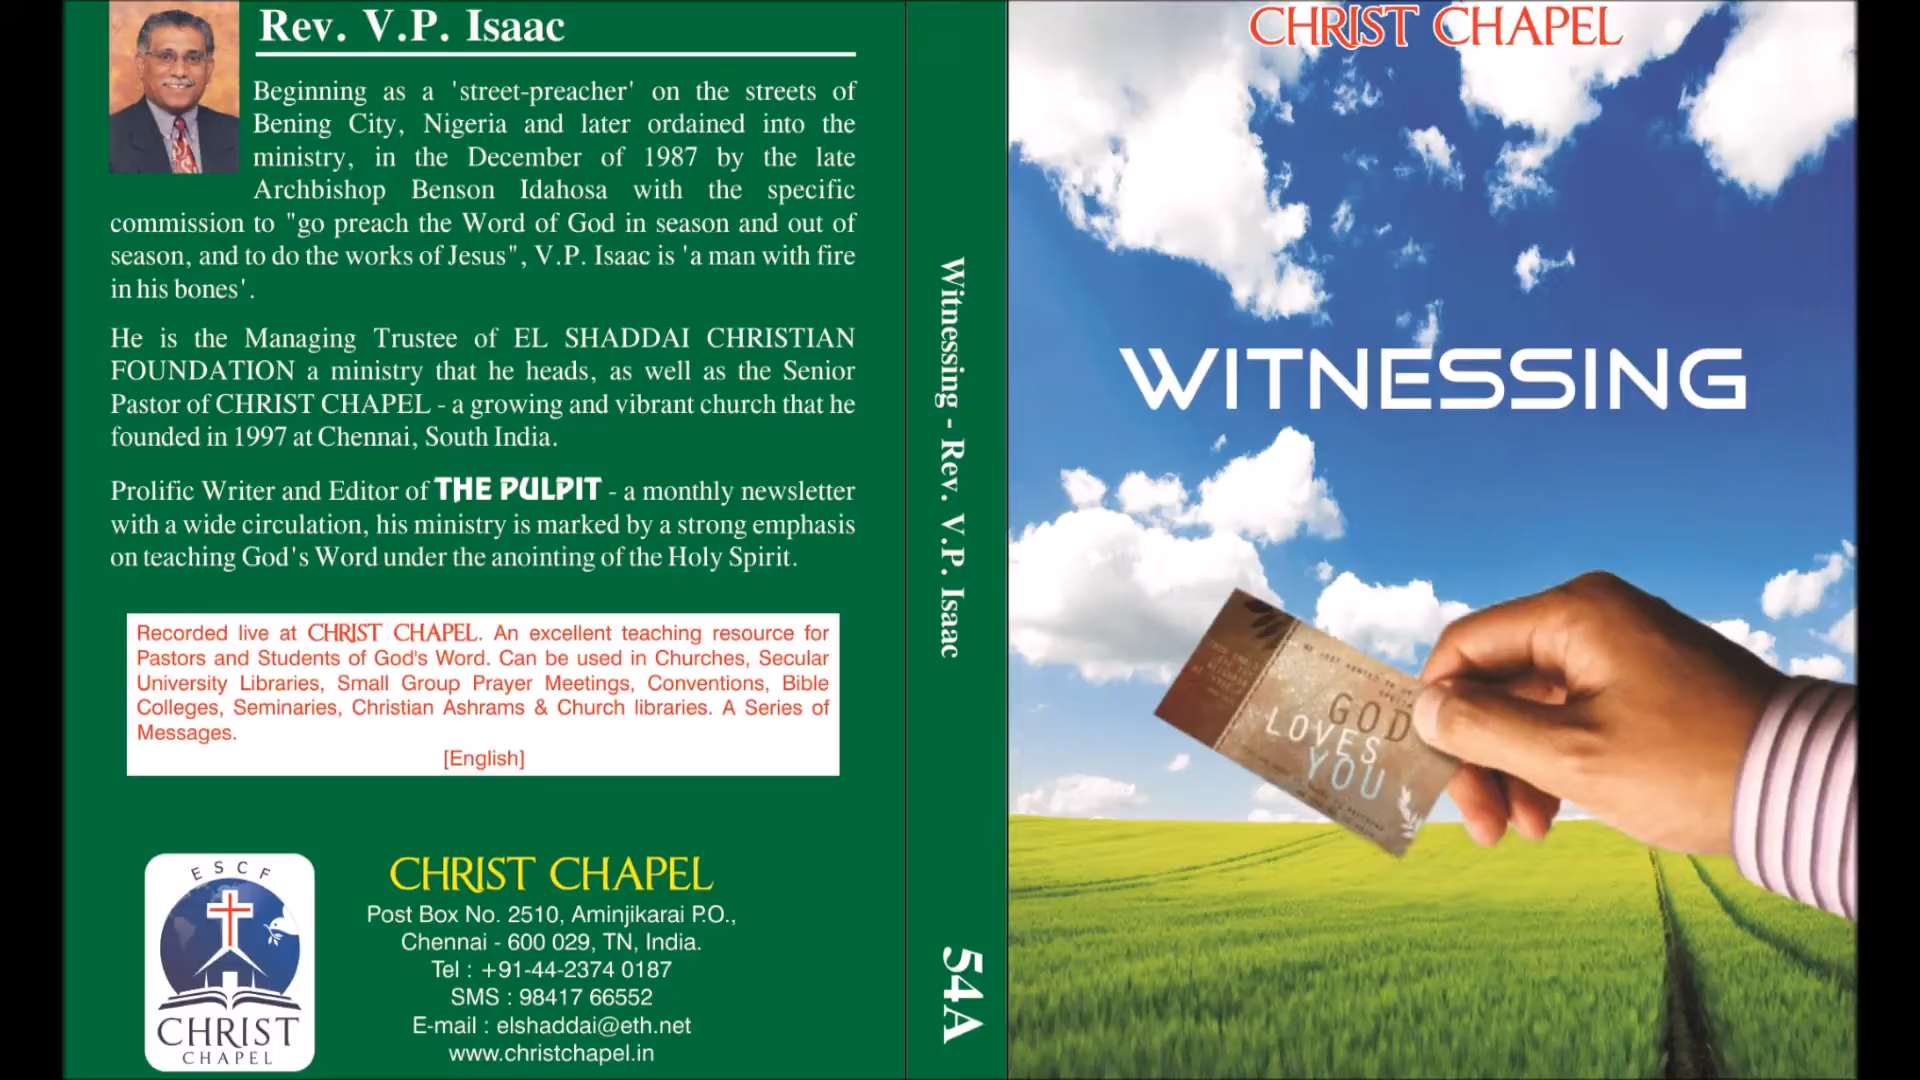 Rev. V.P. Isaac
Beginning as a 'street-preacher' on the streets of
Bening City, Nigeria and later ordained into the
ministry, in the December of 1987 by the late
Archbishop Benson Idahosa with the specific
commission to "go preach the Word of God in season and out of
season, and to do the works of Jesus", V.P. Isaac is 'a man with fire
in his bones'.
He is the Managing Trustee of EL SHADDAI CHRISTIAN
FOUNDATION a ministry that he heads, as well as the Senior
Pastor of CHRIST CHAPEL - a growing and vibrant church that he
founded in 1997 at Chennai, South India.
Prolific Writer and Editor of THE PULPIT - a monthly newsletter
with a wide circulation, his ministry is marked by a strong emphasis
on teaching God's Word under the anointing of the Holy Spirit.
Recorded live at CHRIST CHAPEL. An excellent teaching resource for
Pastors and Students of God's Word. Can be used in Churches, Secular
University Libraries, Small Group Prayer Meetings, Conventions, Bible
Colleges, Seminaries, Christian Ashrams & Church libraries. A Series of
Messages.
[English]
ESCF
CHRIST
CHAPEL
CHRIST CHAPEL
Post Box No. 2510, Aminjikarai P.O.,
Chennai - 600 029, TN, India.
Tel : +91-44-2374 0187
SMS : 98417 66552
E-mail : elshaddai@eth.net
www.christchapel.in
Witnessing - Rev. V.P. Isaac
54A
CHRIST CHAPEL
WITNESSING
GOD
LOVES
YOU